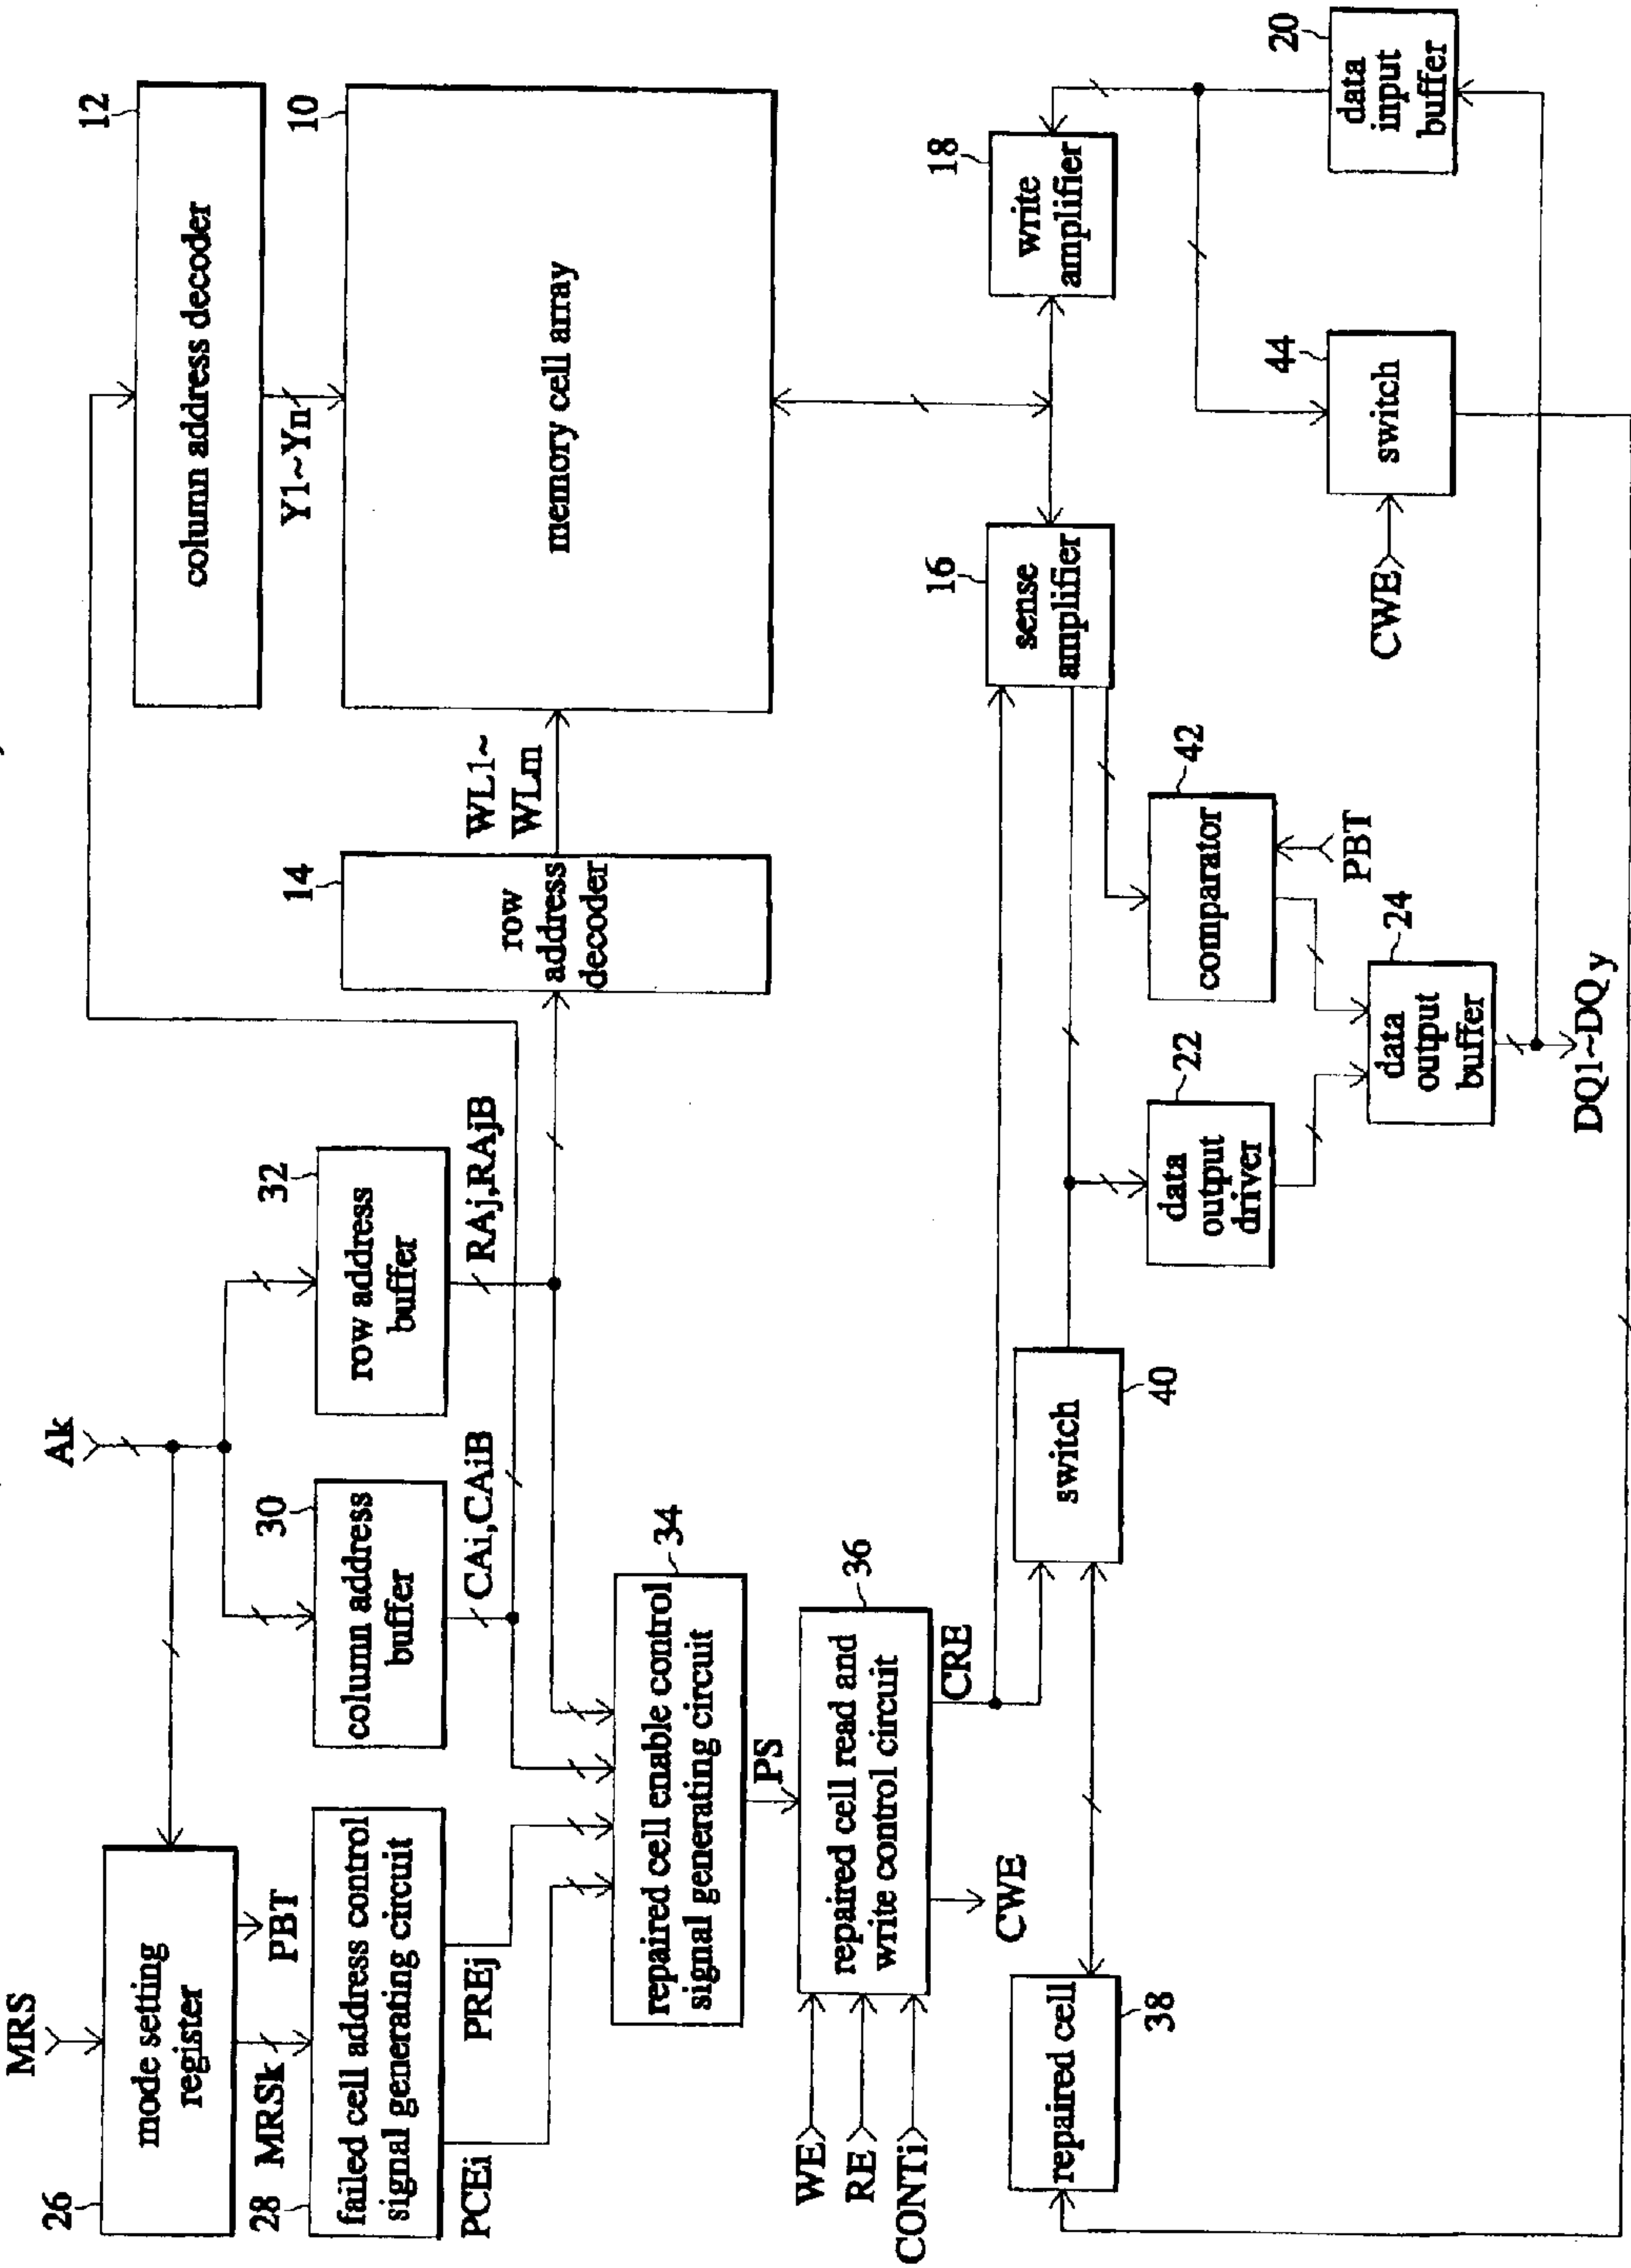 MRS
26
mode setting
register
PBT
MRSk
28
failed cell address control
signal generating circuit
PCEi
PREj
Ak
30
column address
buffer
CAi,CAiB
32
row address
buffer
RAj,RAjB
34
repaired cell enable control
signal generating circuit
PS
36
repaired cell read and
write control circuit
WE
RE
CONTi
CWE
CRE
12
column address decoder
Y1~Yn
10
memory cell array
14
row
address
decoder
WL1~
WLm
16
sense
amplifier
18
write
amplifier
20
data
input
buffer
44
switch
CWE
42
comparator
PBT
22
data
output
driver
24
data
output
buffer
DQ1~DQy
40
switch
38
repaired cell